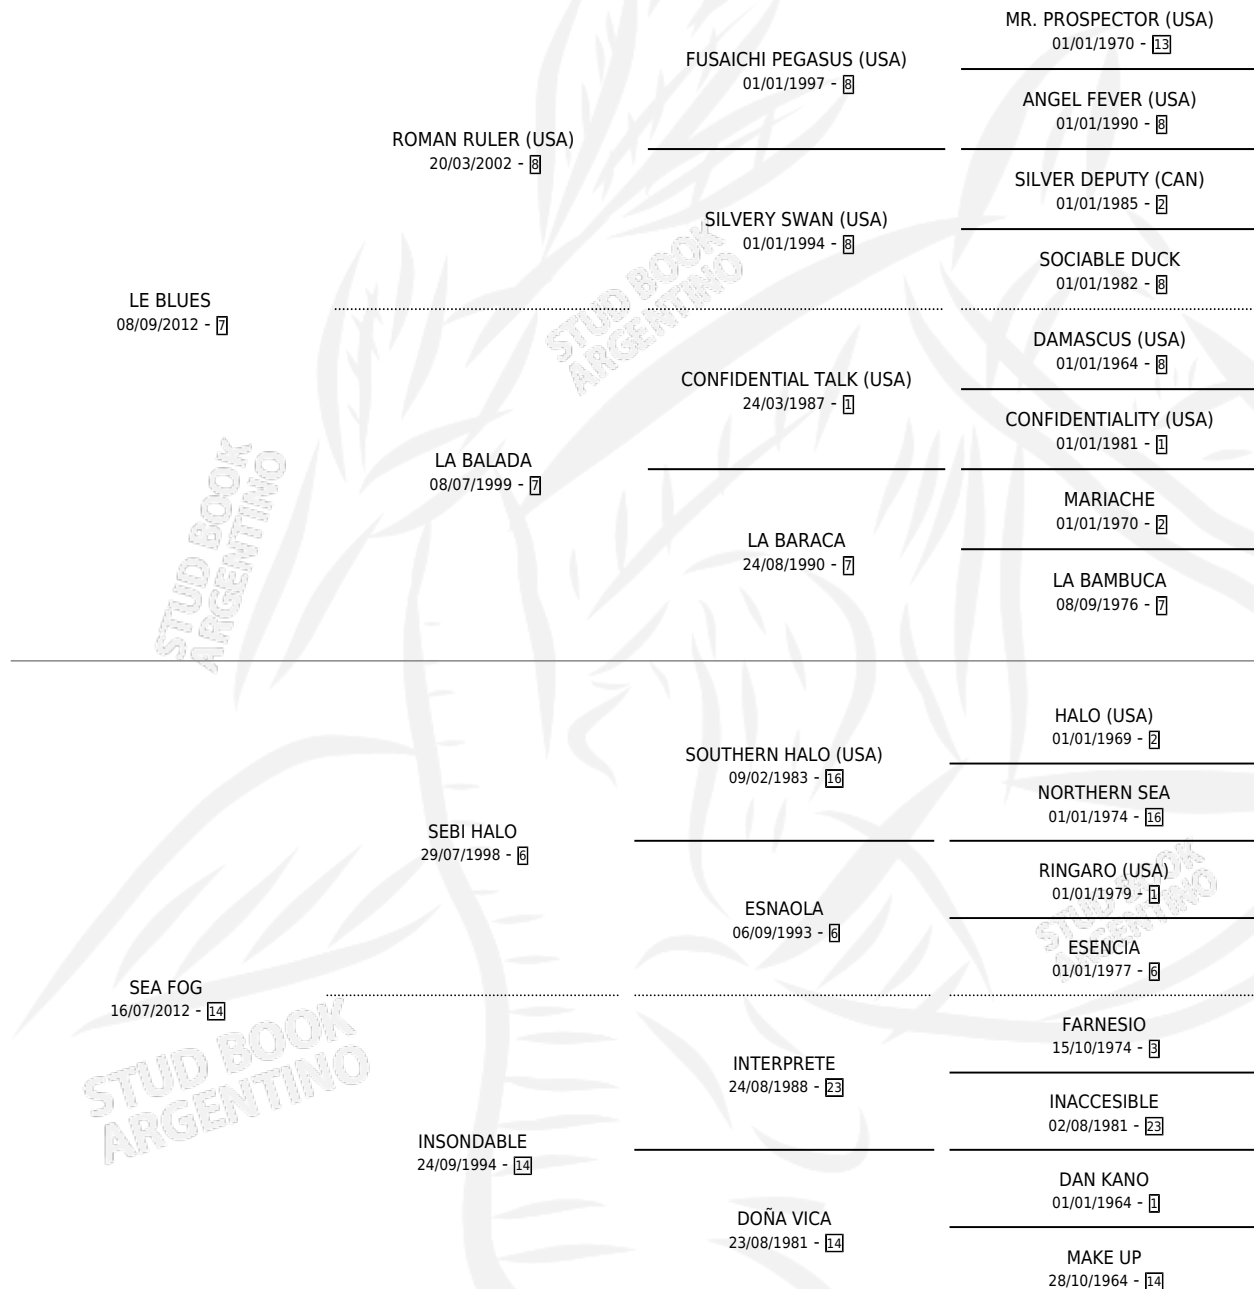 MR. PROSPECTOR (USA)
01/01/1970 - 13
FUSAICHI PEGASUS (USA)
01/01/1997 - 8
ANGEL FEVER (USA)
01/01/1990 - 8
ROMAN RULER (USA)
20/03/2002 - 8
SILVER DEPUTY (CAN)
01/01/1985 - 2
SILVERY SWAN (USA)
01/01/1994 - 8
SOCIABLE DUCK
01/01/1982 - 8
LE BLUES
08/09/2012 - 7
DAMASCUS (USA)
01/01/1964 - 8
CONFIDENTIAL TALK (USA)
24/03/1987 - 1
CONFIDENTIALITY (USA)
01/01/1981 - 1
LA BALADA
08/07/1999 - 7
MARIACHE
01/01/1970 - 2
LA BARACA
24/08/1990 - 7
LA BAMBUCA
08/09/1976 - 7
HALO (USA)
01/01/1969 - 2
SOUTHERN HALO (USA)
09/02/1983 - 16
NORTHERN SEA
01/01/1974 - 16
SEBI HALO
29/07/1998 - 6
RINGARO (USA)
01/01/1979 - 1
ESNAOLA
06/09/1993 - 6
ESENCIA
01/01/1977 - 6
SEA FOG
16/07/2012 - 14
FARNESIO
15/10/1974 - 3
INTERPRETE
24/08/1988 - 23
INACCESIBLE
02/08/1981 - 23
INSONDABLE
24/09/1994 - 14
DAN KANO
01/01/1964 - 1
DOÑA VICA
23/08/1981 - 14
MAKE UP
28/10/1964 - 14
STUD BOOK
ARGENTINO
STUD BOOK
ARGENTINO
STUD BOOK
ARGENTINO
STUD BOOK
ARGENTINO